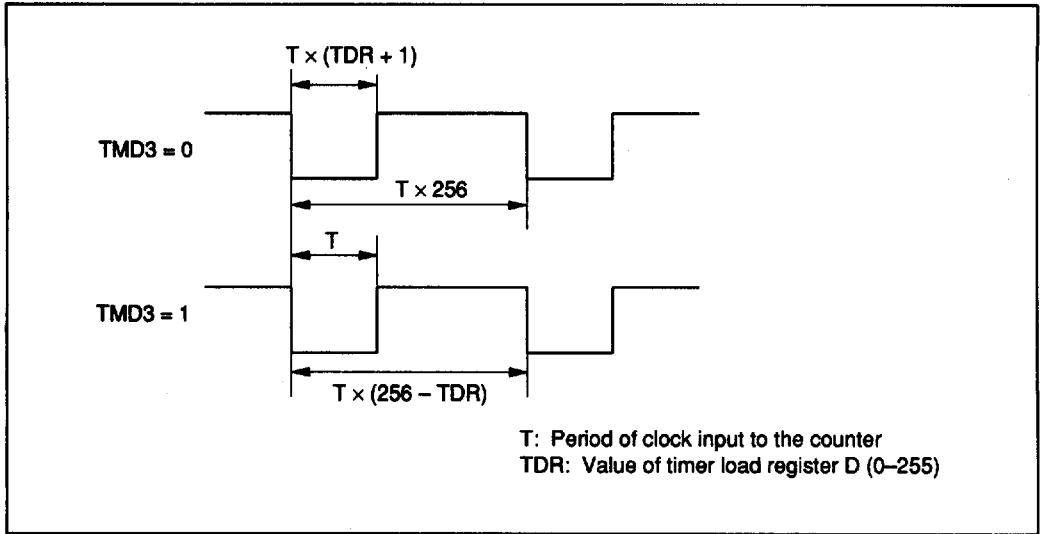 T × (TDR + 1)
TMD3 = 0
T × 256
T
TMD3 = 1
T × (256 – TDR)
T: Period of clock input to the counter
TDR: Value of timer load register D (0–255)